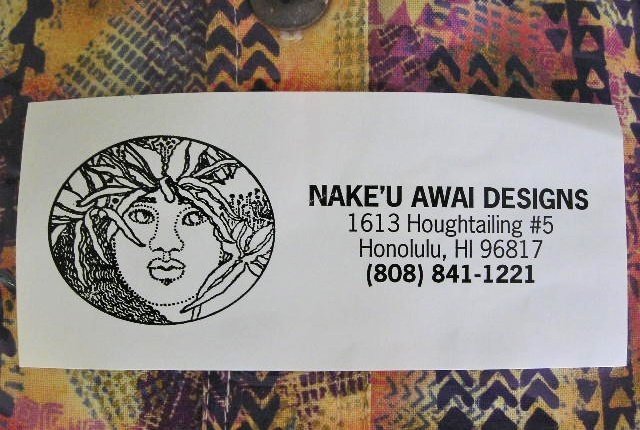 NAKE'U AWAI DESIGNS
1613 Houghtailing #5
Honolulu, HI 96817
(808) 841-1221